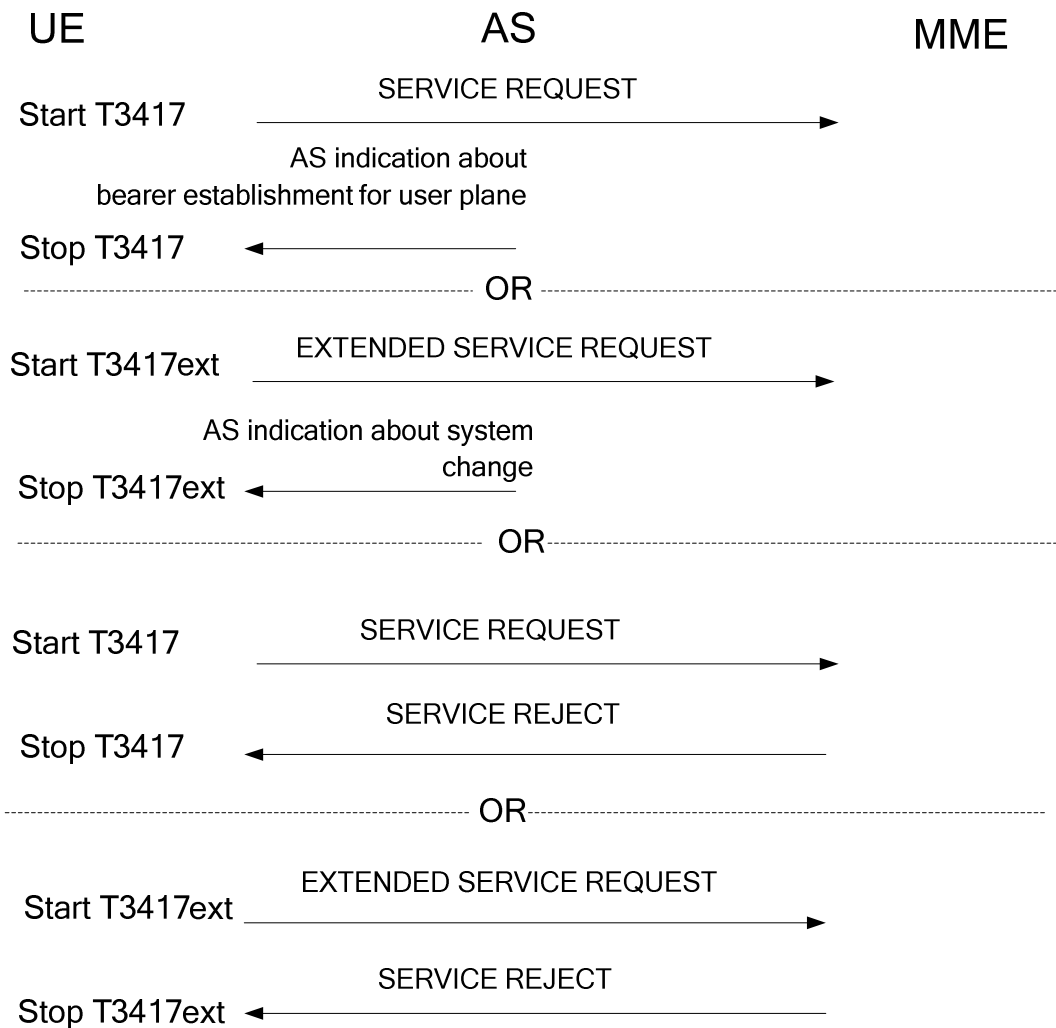 UE AS MME
SERVICE REQUEST
Start T3417
AS indication about
bearer establishment for user plane
Stop T3417
OR
EXTENDED SERVICE REQUEST
Start T3417ext
AS indication about system
change
Stop T3417ext
OR
SERVICE REQUEST
Start T3417
SERVICE REJECT
Stop T3417
OR
EXTENDED SERVICE REQUEST
Start T3417ext
SERVICE REJECT
Stop T3417ext